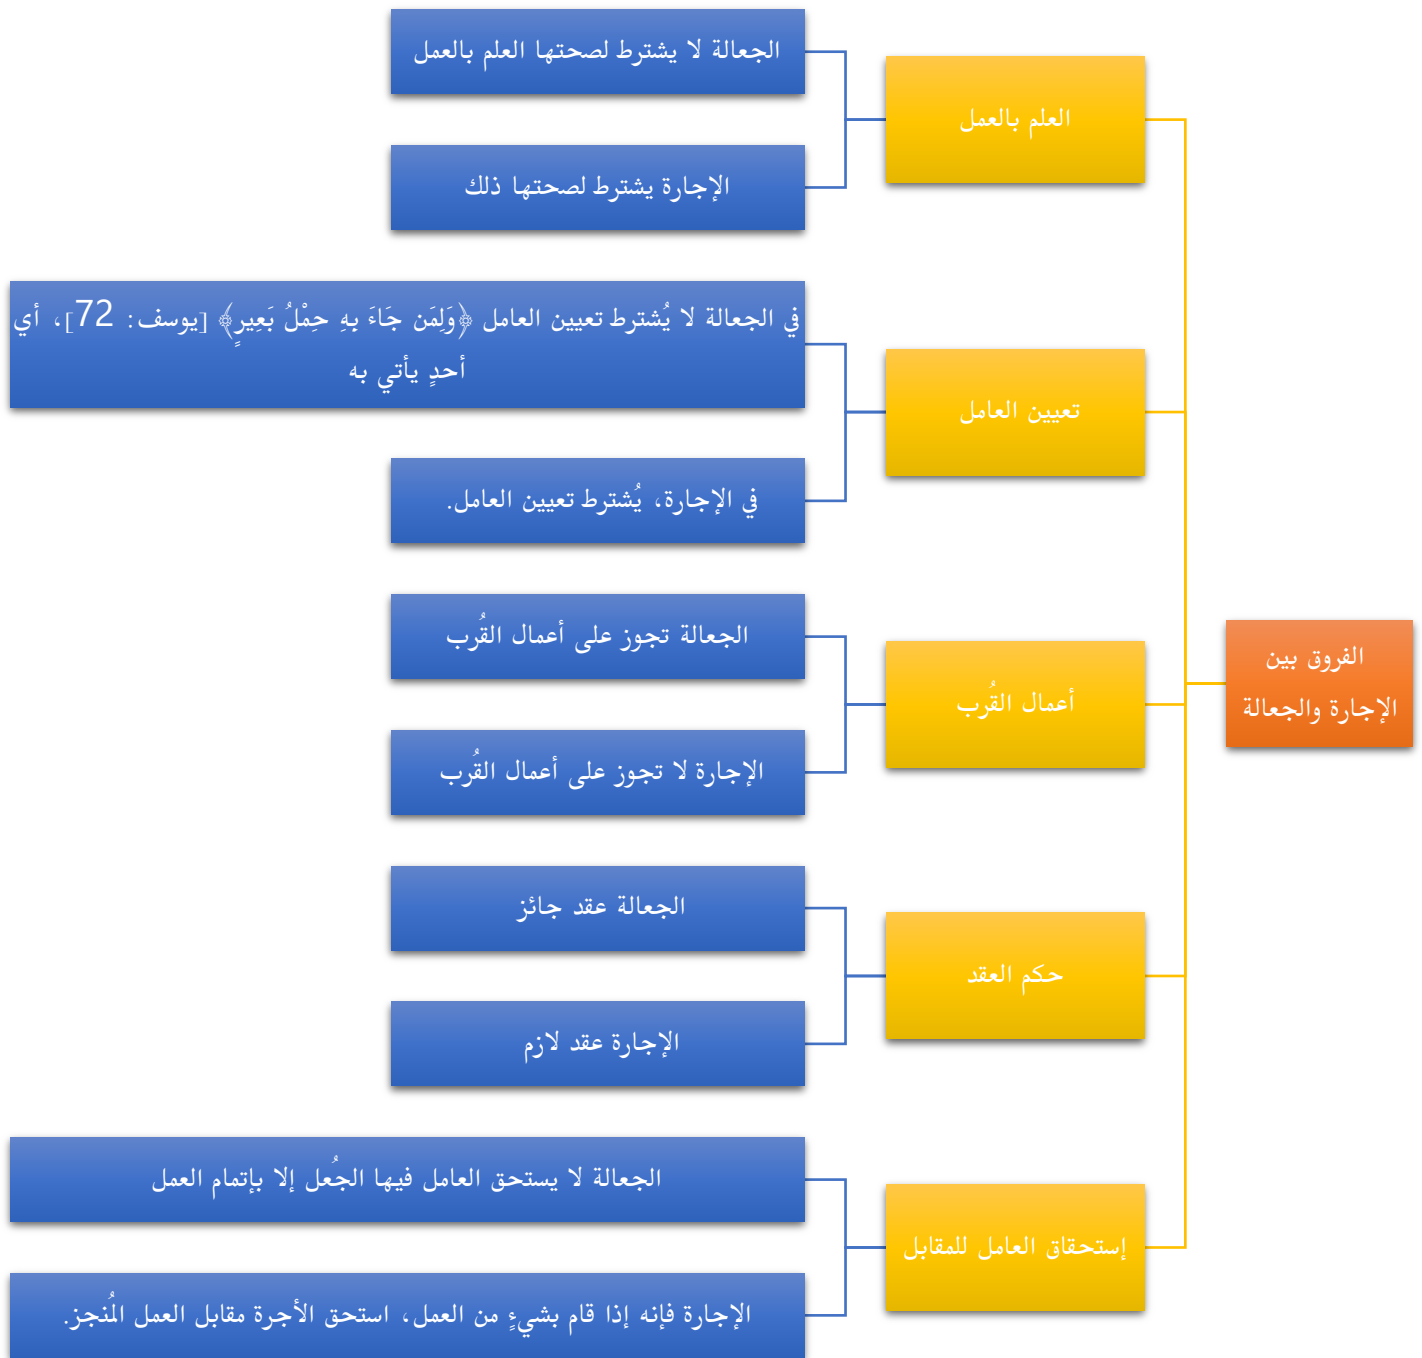 الفروق بين
الإجارة والجعالة
العلم بالعمل
الجعالة لا يشترط لصحتها العلم بالعمل
الإجارة يشترط لصحتها ذلك
تعيين العامل
في الجعالة لا يُشترط تعيين العامل ﴿وَلِمَن جَاءَ بِهِ حِمْلُ بَعِيرٍ﴾ [يوسف: 72]، أي
أحدٍ يأتي به
في الإجارة، يُشترط تعيين العامل.
أعمال القُرب
الجعالة تجوز على أعمال القُرب
الإجارة لا تجوز على أعمال القُرب
حكم العقد
الجعالة عقد جائز
الإجارة عقد لازم
إستحقاق العامل للمقابل
الجعالة لا يستحق العامل فيها الجُعل إلا بإتمام العمل
الإجارة فإنه إذا قام بشيءٍ من العمل، استحق الأجرة مقابل العمل المُنجز.